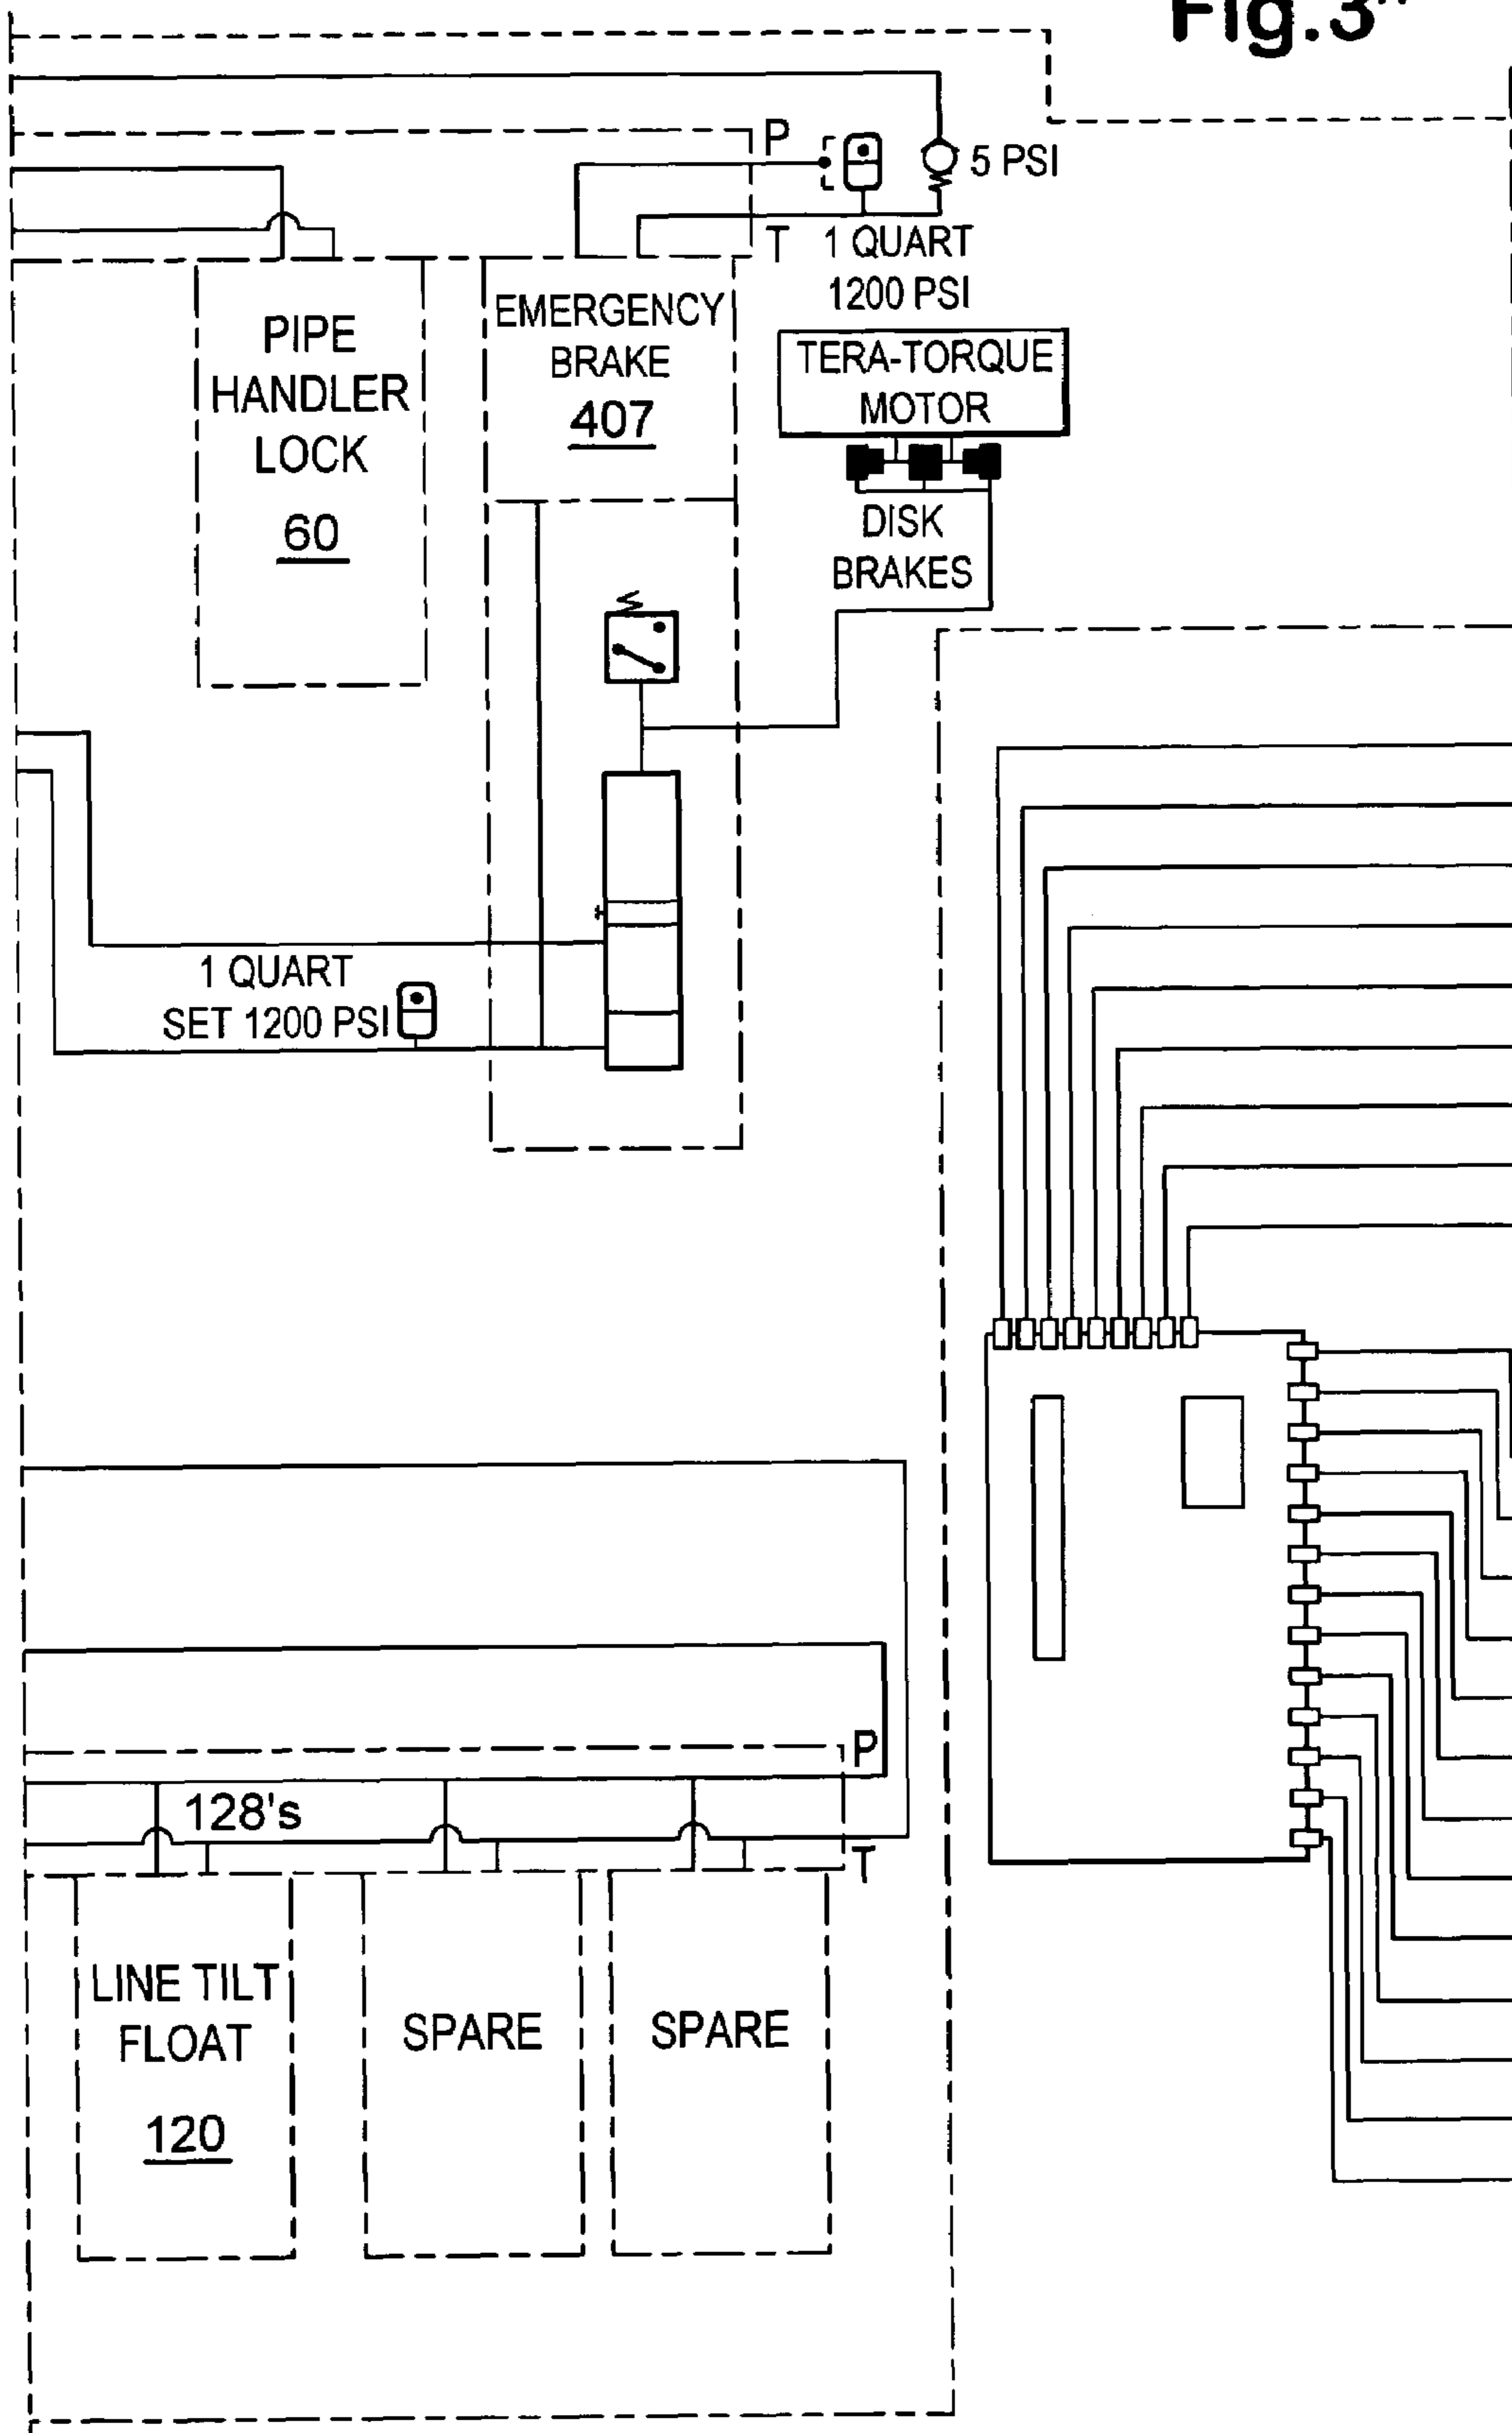 Fig.3"
P
5 PSI
T
1 QUART
1200 PSI
PIPE
HANDLER
LOCK
60
EMERGENCY
BRAKE
407
TERA-TORQUE
MOTOR
DISK
BRAKES
1 QUART
SET 1200 PSI
P
128's
T
LINE TILT
FLOAT
120
SPARE
SPARE